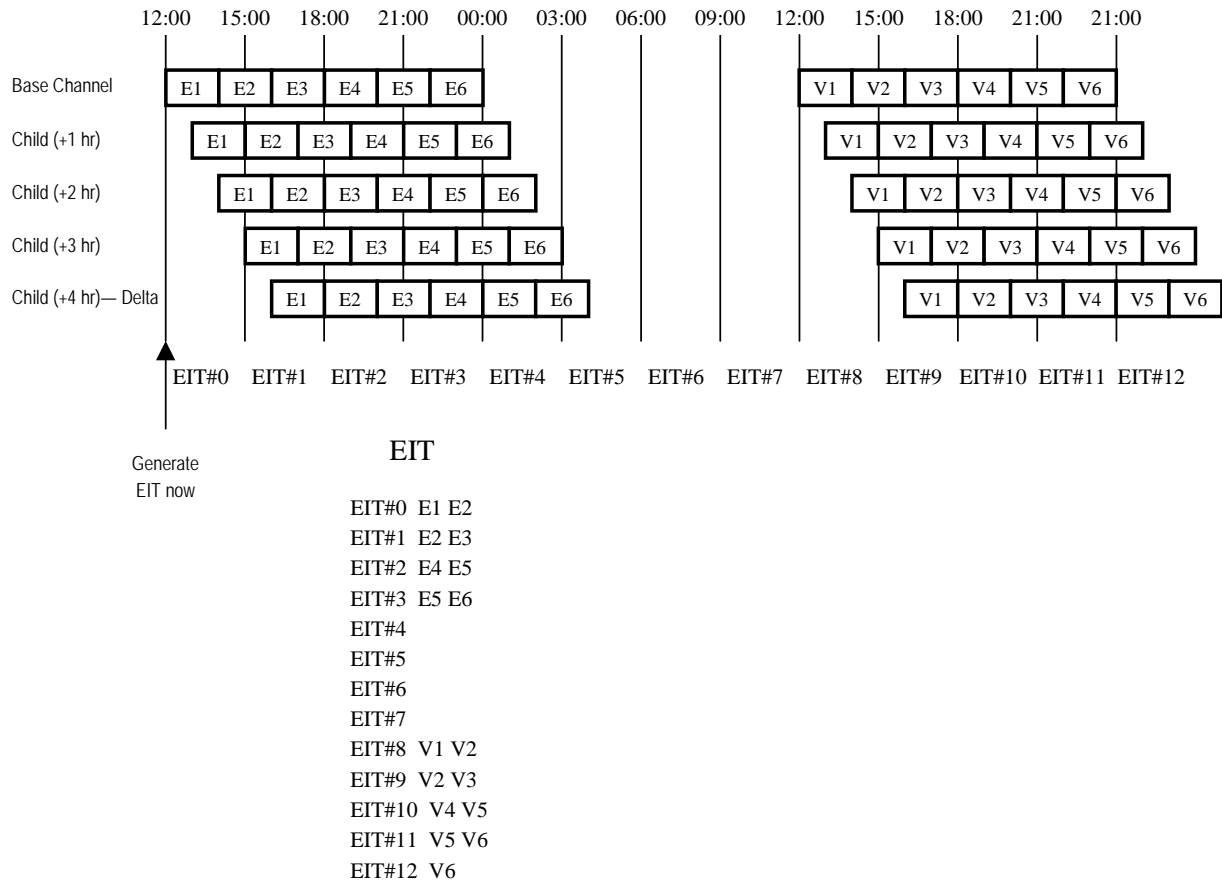 12:00 15:00 18:00 21:00 00:00 03:00 06:00 09:00 12:00 15:00 18:00 21:00 21:00
Base Channel E1 E2 E3 E4 E5 E6 V1 V2 V3 V4 V5 V6
Child (+1 hr) E1 E2 E3 E4 E5 E6 V1 V2 V3 V4 V5 V6
Child (+2 hr) E1 E2 E3 E4 E5 E6 V1 V2 V3 V4 V5 V6
Child (+3 hr) E1 E2 E3 E4 E5 E6 V1 V2 V3 V4 V5 V6
Child (+4 hr)— Delta E1 E2 E3 E4 E5 E6 V1 V2 V3 V4 V5 V6
EIT#0 EIT#1 EIT#2 EIT#3 EIT#4 EIT#5 EIT#6 EIT#7 EIT#8 EIT#9 EIT#10 EIT#11 EIT#12
Generate
EIT now
EIT
EIT#0 E1 E2
EIT#1 E2 E3
EIT#2 E4 E5
EIT#3 E5 E6
EIT#4
EIT#5
EIT#6
EIT#7
EIT#8 V1 V2
EIT#9 V2 V3
EIT#10 V4 V5
EIT#11 V5 V6
EIT#12 V6